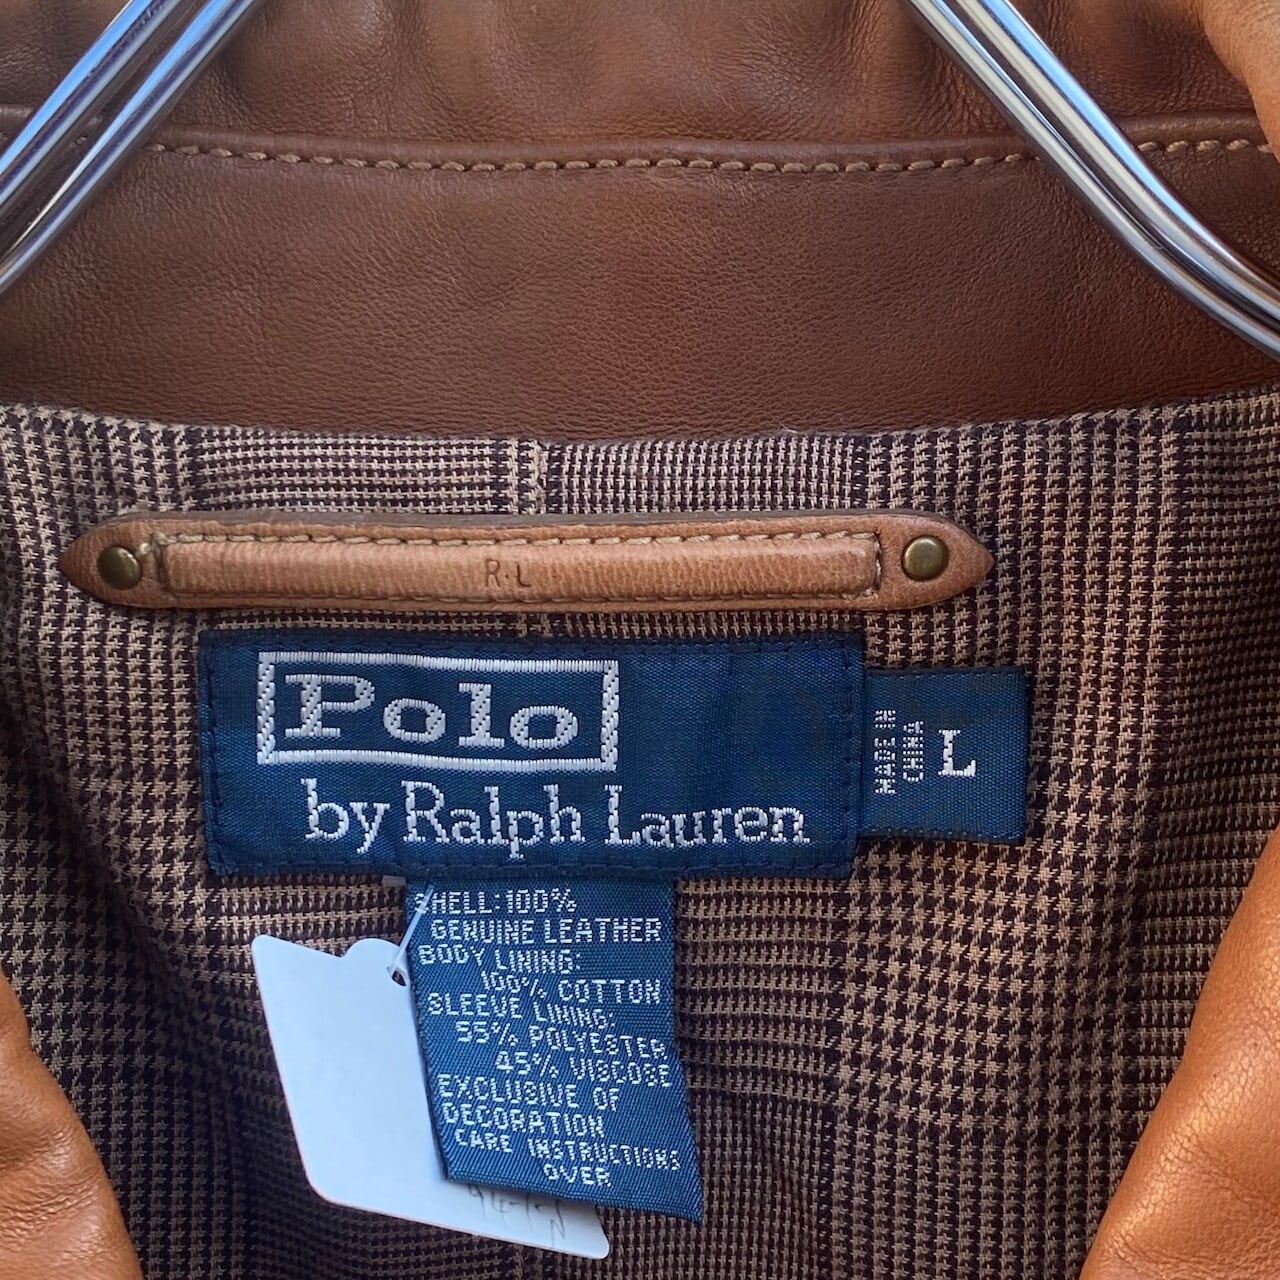 R·L
Polo
by Ralph Lauren
MADE IN
CHINA
L
SHELL:100%
GENUINE LEATHER
BODY LINING:
100% COTTON
SLEEVE LINING:
55% POLYESTER
45% VISCOSE
EXCLUSIVE OF
DECORATION
CARE INSTRUCTIONS
OVER